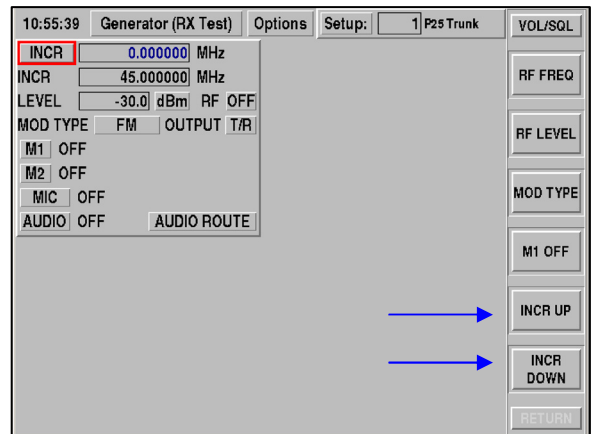 10:55:39 Generator (RX Test) Options Setup: 1 P25 Trunk VOL/SQL
INCR 0.000000 MHz
INCR 45.000000 MHz
LEVEL -30.0 dBm RF OFF
MOD TYPE FM OUTPUT T/R
M1 OFF
M2 OFF
MIC OFF
AUDIO OFF AUDIO ROUTE
RF FREQ
RF LEVEL
MOD TYPE
M1 OFF
INCR UP
INCR
DOWN
RETURN